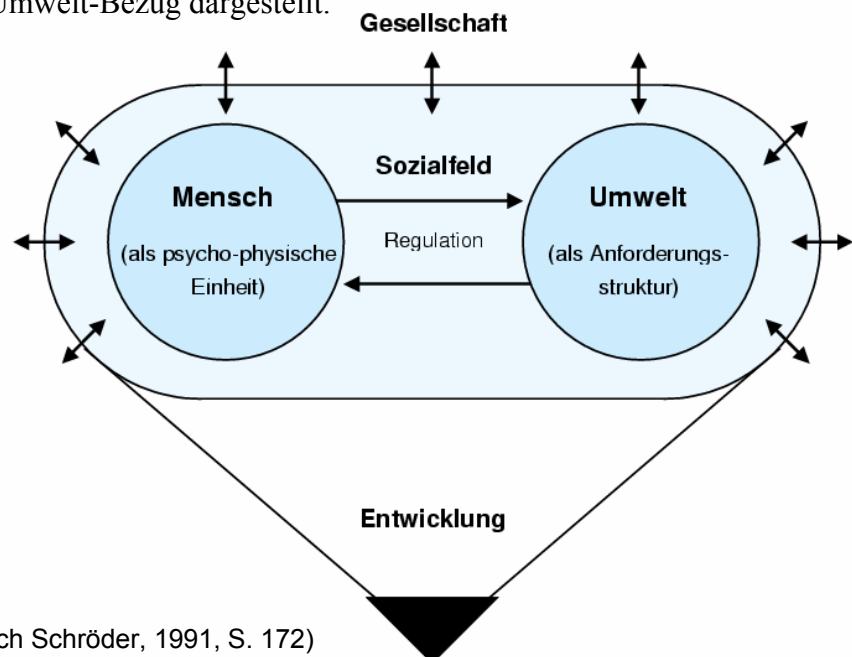 Umwelt-Bezug dargestellt.
Gesellschaft
Sozialfeld
Mensch
(als psycho-physische
Einheit)
Regulation
Umwelt
(als Anforderungs-
struktur)
Entwicklung
ch Schröder, 1991, S. 172)